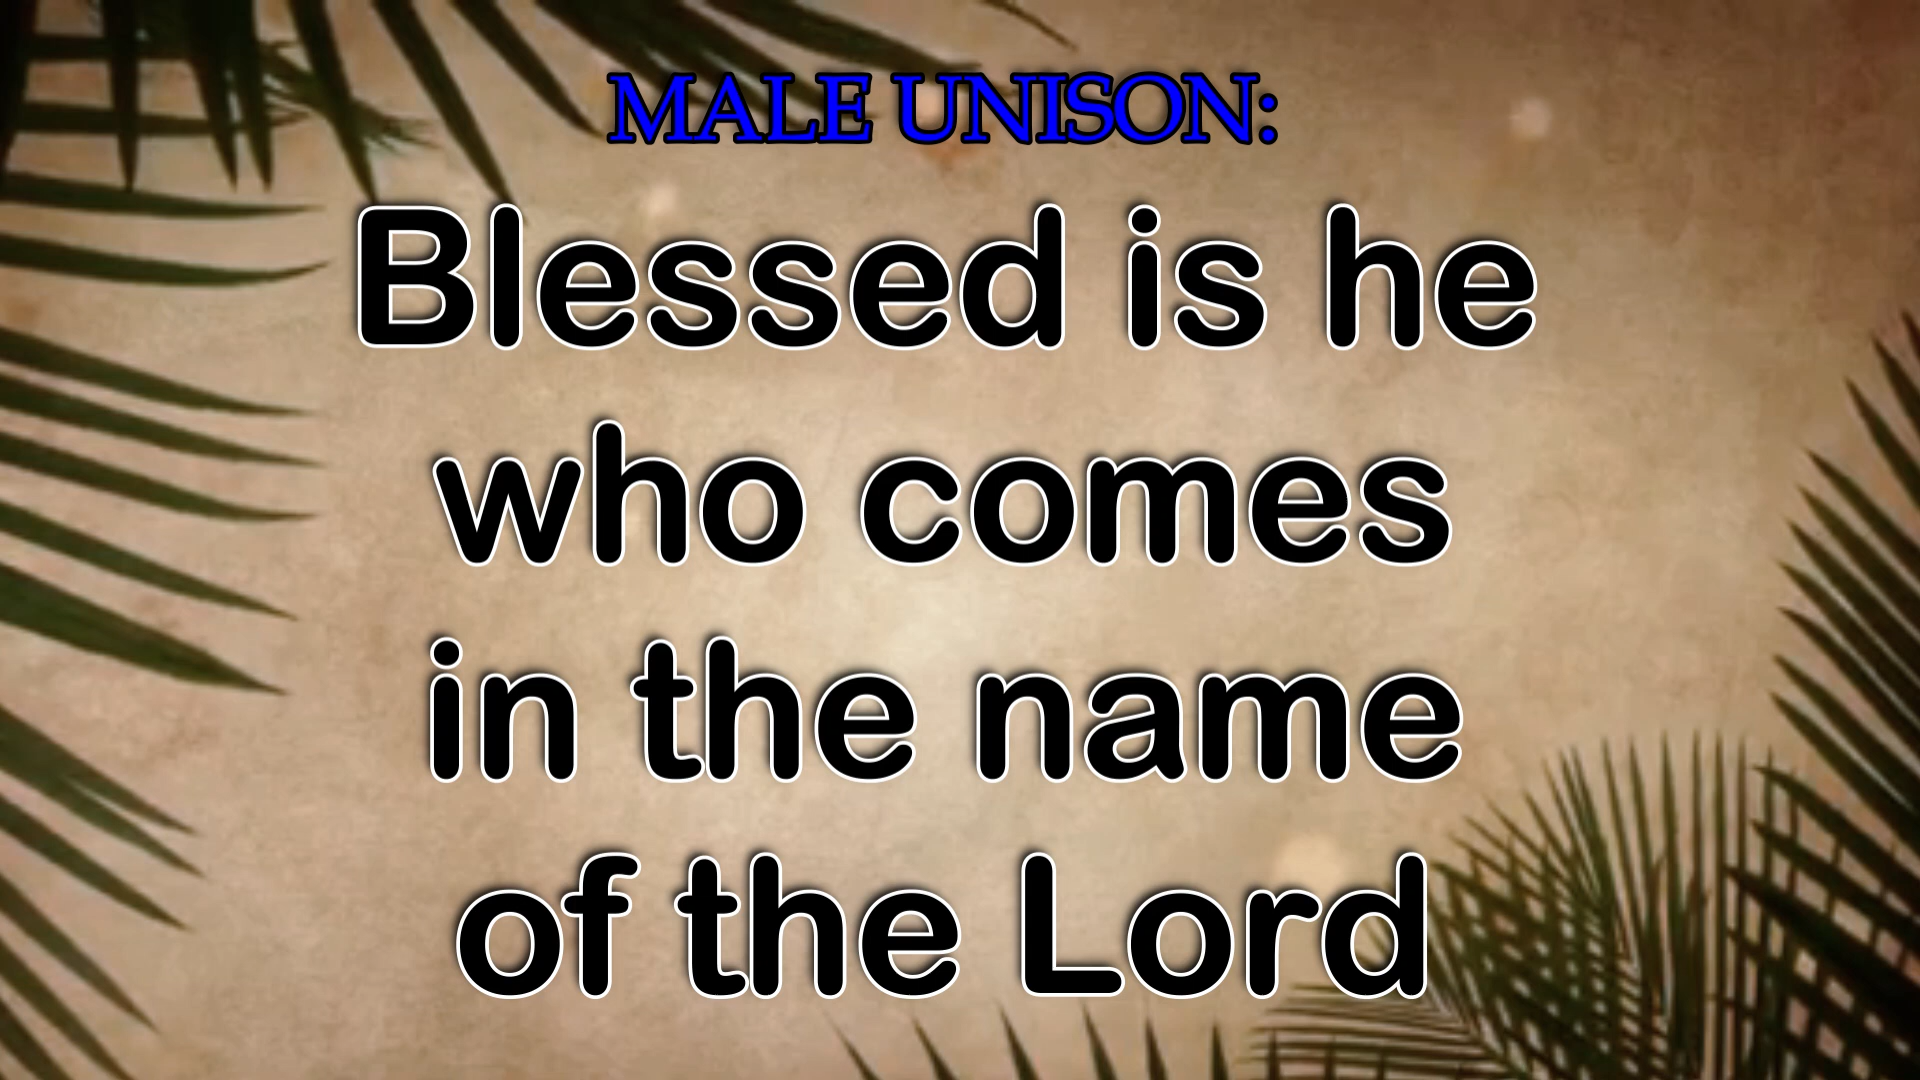 MALE UNISON:
Blessed is he
who comes
in the name
of the Lord